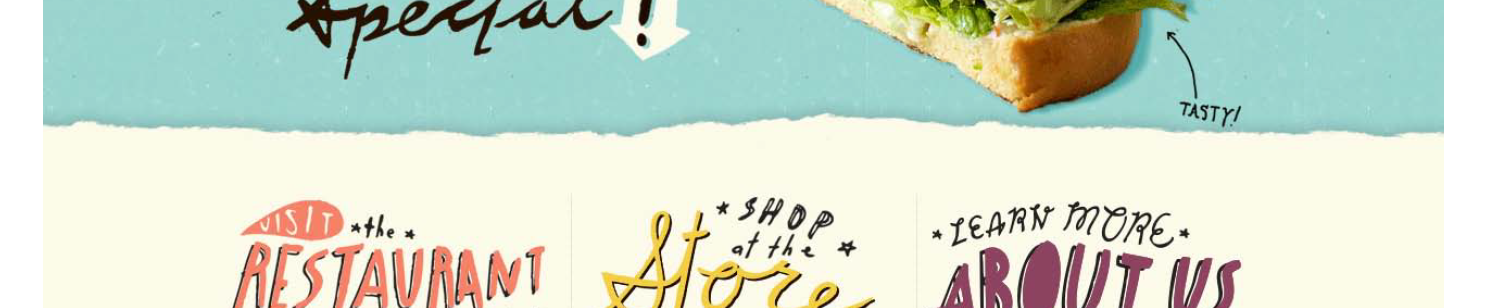 Special!
TASTY!
VISIT the
RESTAURANT
SHOP
at the
Store
LEARN MORE
ABOUT US